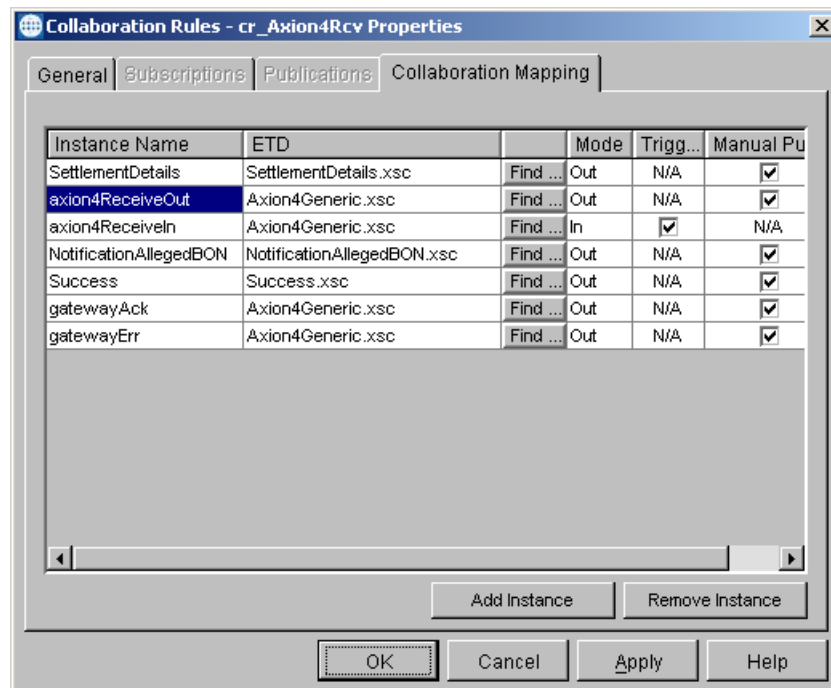 Collaboration Rules - cr_Axion4Rcv Properties
General Subscriptions Publications Collaboration Mapping
Instance Name ETD Mode Trigg... Manual Pu
SettlementDetails SettlementDetails.xsc Find ... Out N/A
axion4ReceiveOut Axion4Generic.xsc Find ... Out N/A
axion4ReceiveIn Axion4Generic.xsc Find ... In N/A
NotificationAllegedBON NotificationAllegedBON.xsc Find ... Out N/A
Success Success.xsc Find ... Out N/A
gatewayAck Axion4Generic.xsc Find ... Out N/A
gatewayErr Axion4Generic.xsc Find ... Out N/A
Add Instance Remove Instance
OK Cancel Apply Help